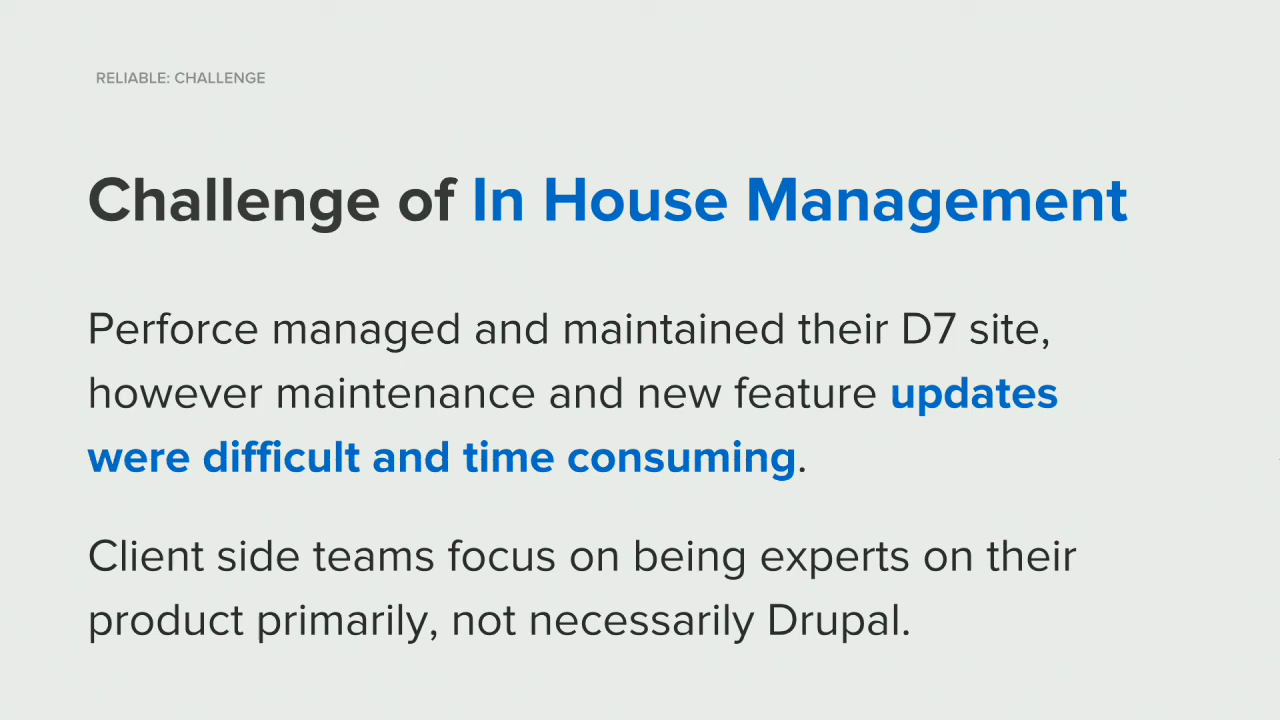 RELIABLE: CHALLENGE
Challenge of In House Management
Perforce managed and maintained their D7 site,
however maintenance and new feature updates
were difficult and time consuming.
Client side teams focus on being experts on their
product primarily, not necessarily Drupal.